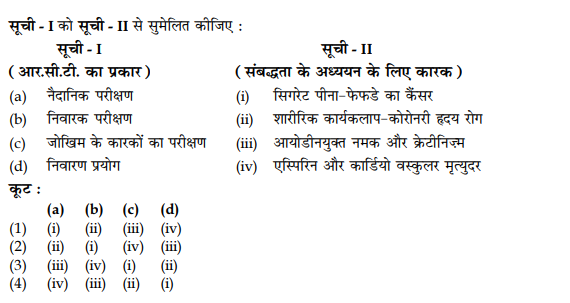 सूची - I को सूची - II से सुमेलित कीजिए :
सूची - I सूची - II
( आर.सी.टी. का प्रकार ) ( संबद्धता के अध्ययन के लिए कारक )
(a) नैदानिक परीक्षण (i) सिगरेट पीना-फेफडे का कैंसर
(b) निवारक परीक्षण (ii) शारीरिक कार्यकलाप-कोरोनरी हृदय रोग
(c) जोखिम के कारकों का परीक्षण (iii) आयोडीनयुक्त नमक और क्रेटीनिज्म
(d) निवारण प्रयोग (iv) एस्पिरिन और कार्डियो वस्कुलर मृत्युदर
कूट :
(a) (b) (c) (d)
(1) (i) (ii) (iii) (iv)
(2) (ii) (i) (iv) (iii)
(3) (iii) (iv) (i) (ii)
(4) (iv) (iii) (ii) (i)